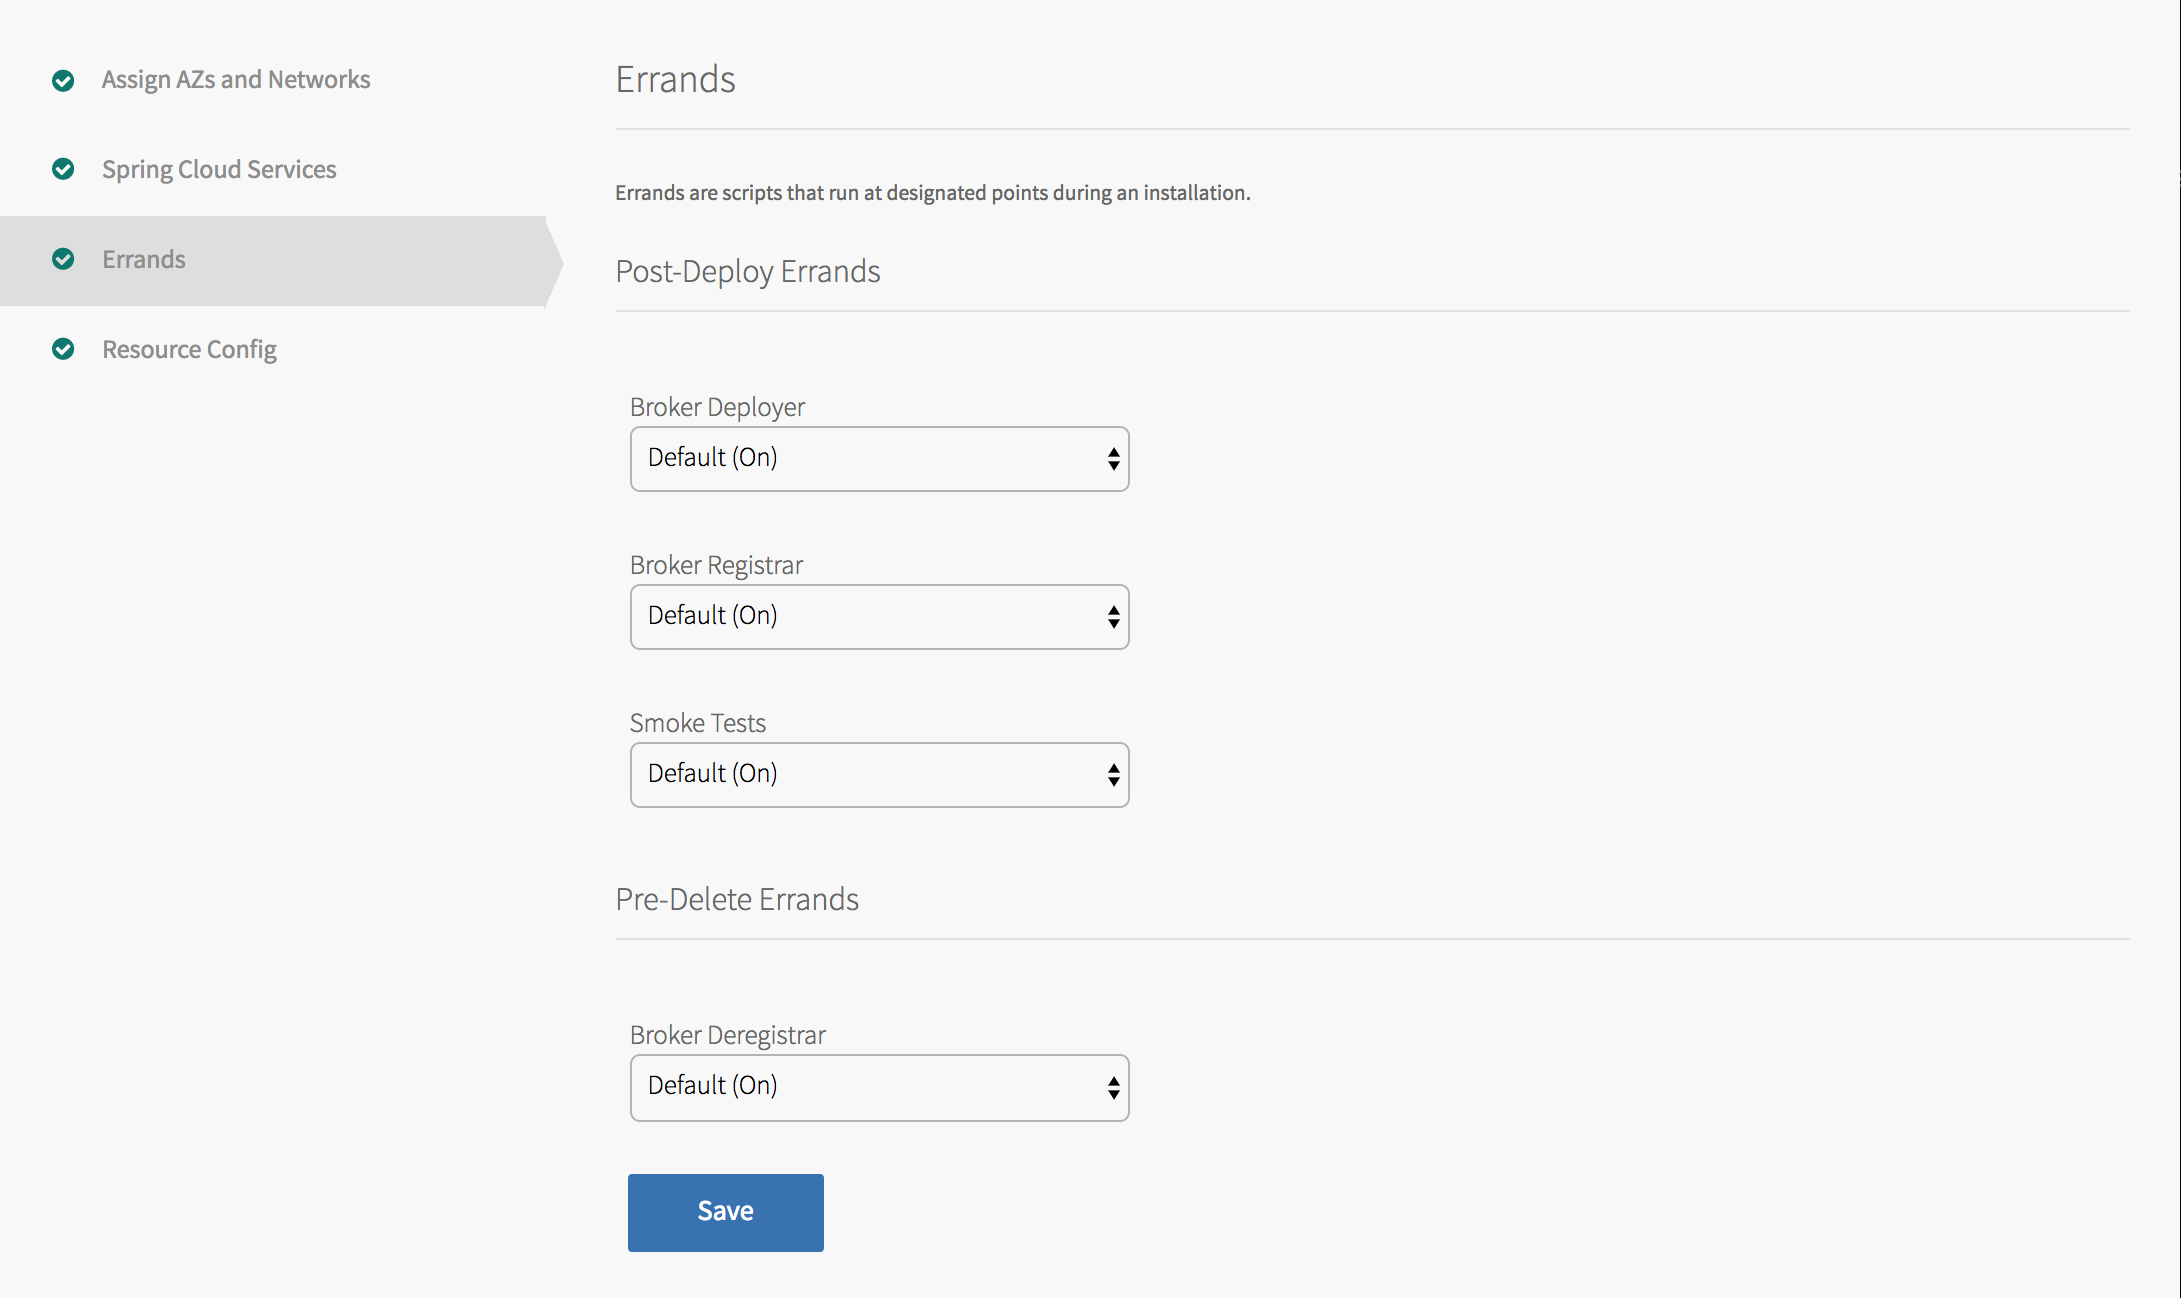 Assign AZs and Networks
Spring Cloud Services
Errands
Resource Config
Errands
Errands are scripts that run at designated points during an installation.
Post-Deploy Errands
Broker Deployer
Default (On)
Broker Registrar
Default (On)
Smoke Tests
Default (On)
Pre-Delete Errands
Broker Deregistrar
Default (On)
Save